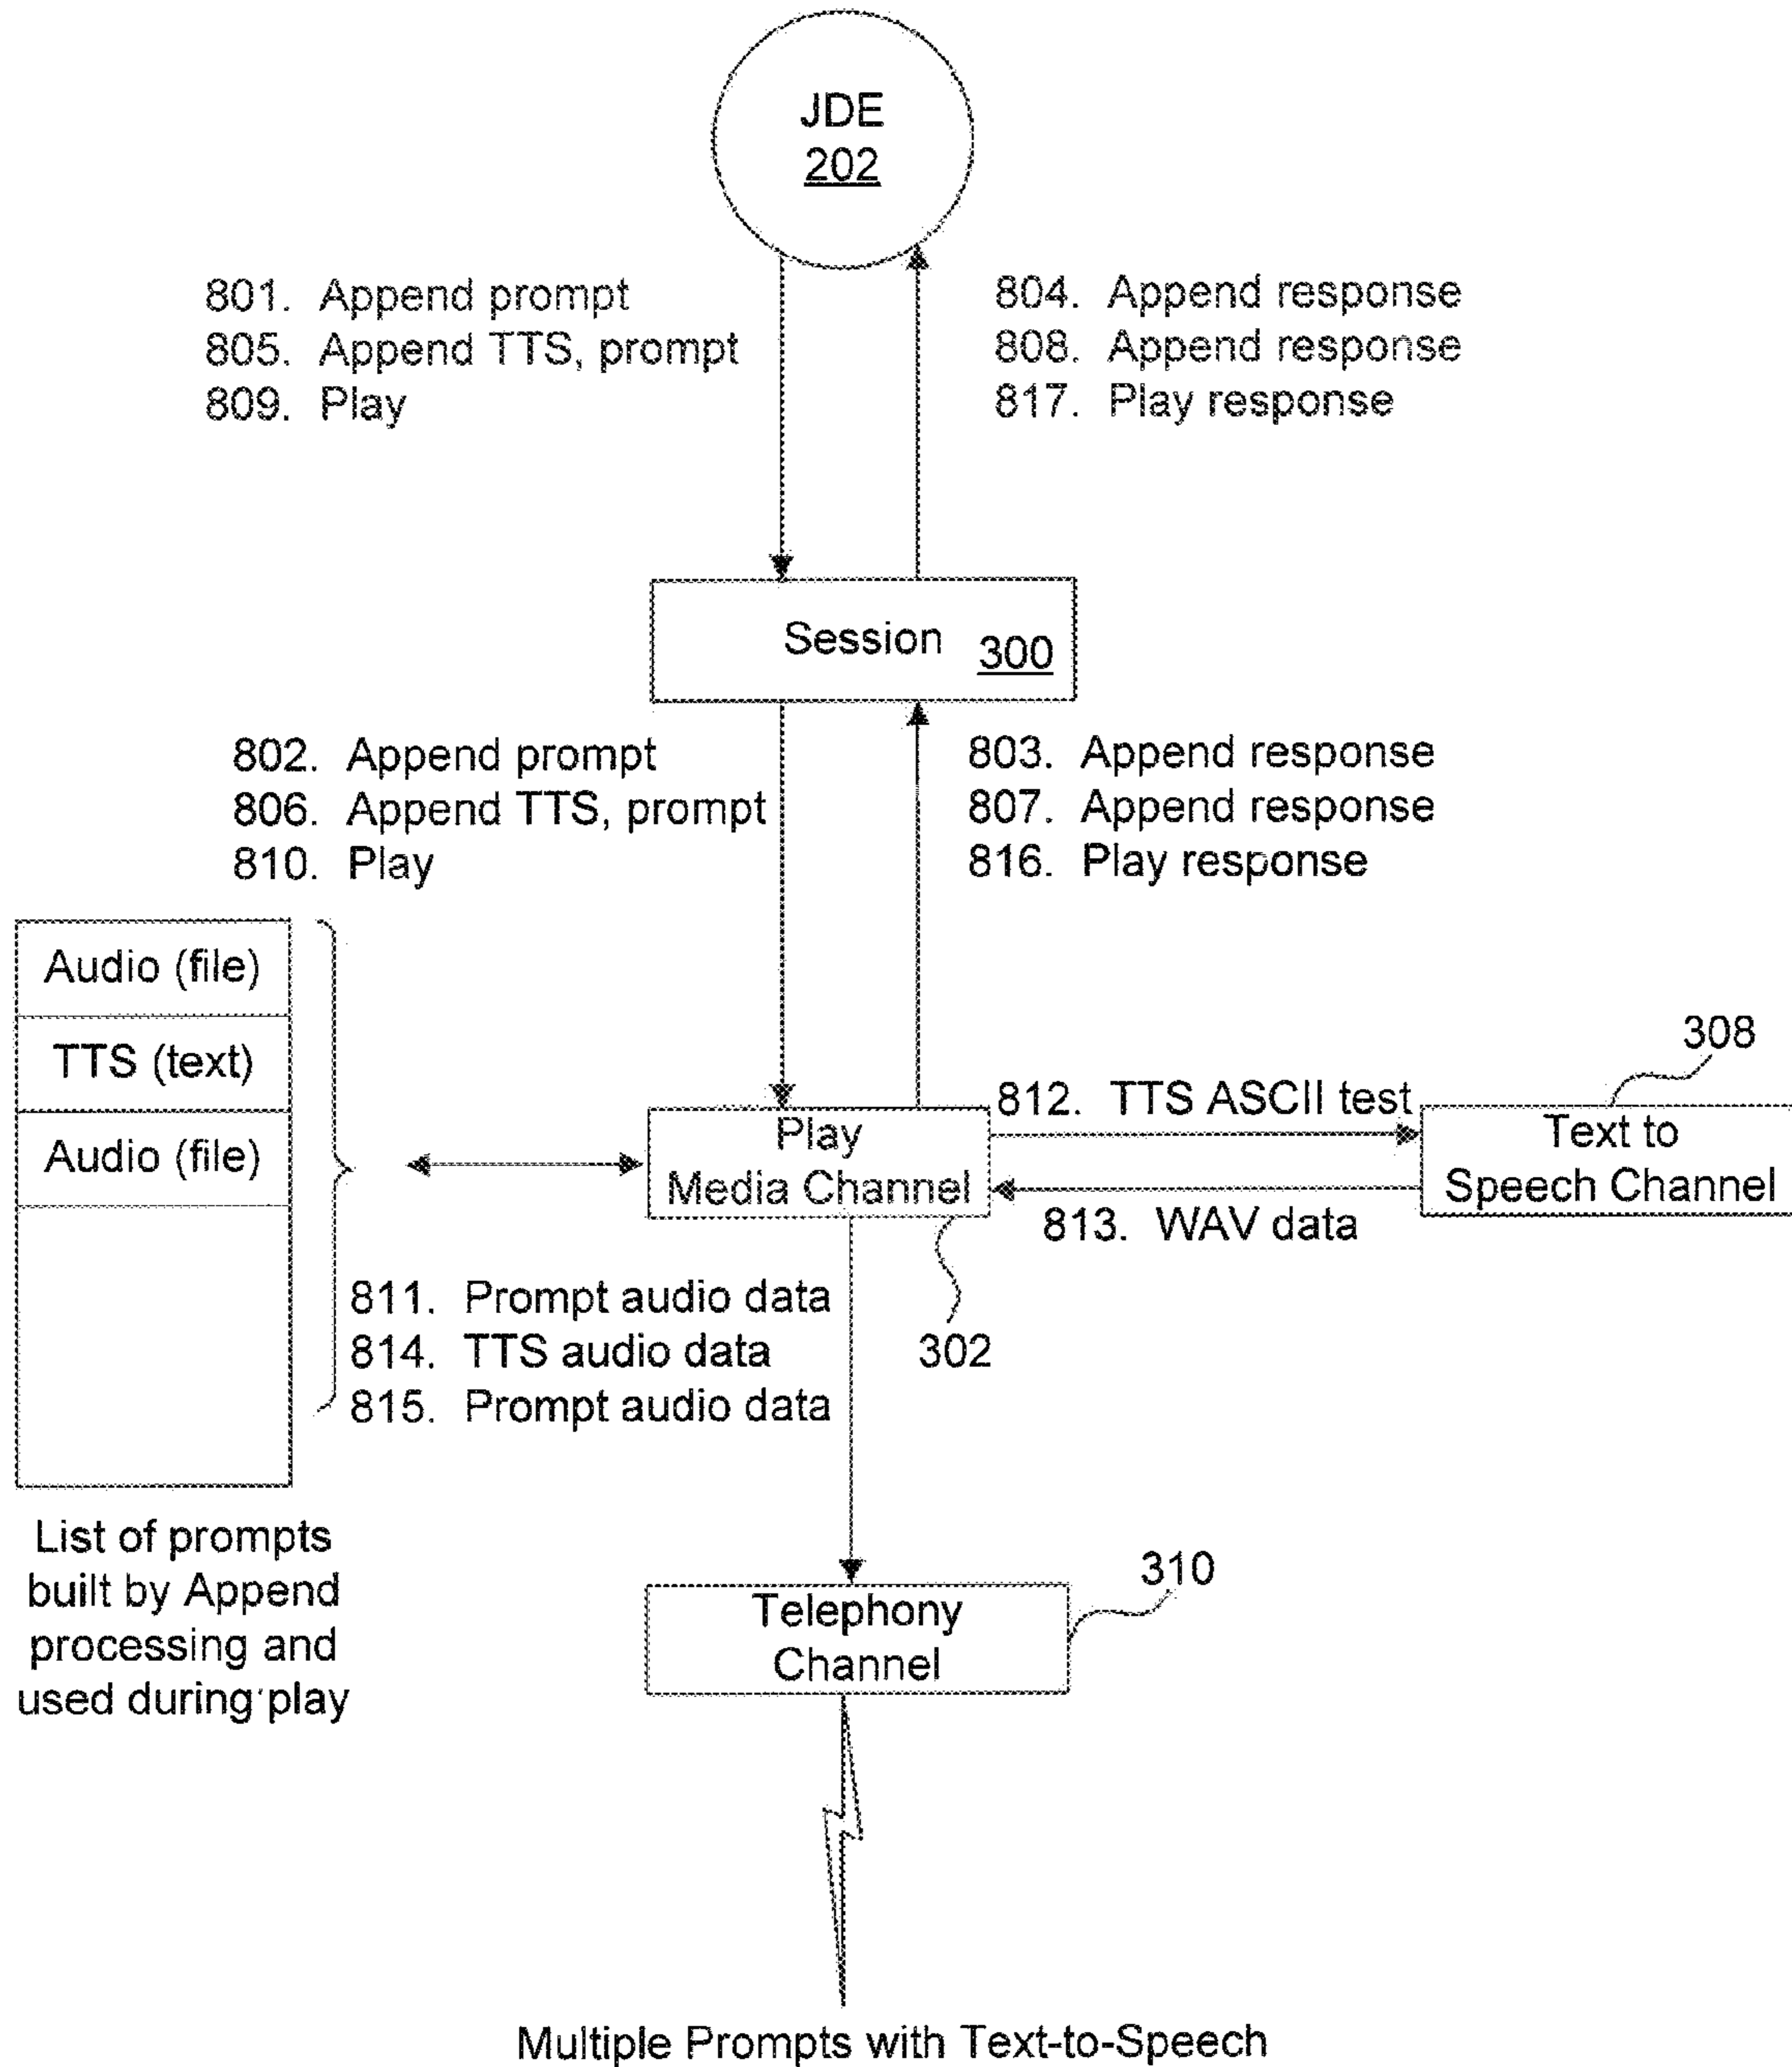 JDE
202
801. Append prompt
805. Append TTS, prompt
809. Play
804. Append response
808. Append response
817. Play response
Session 300
802. Append prompt
806. Append TTS, prompt
810. Play
803. Append response
807. Append response
816. Play response
Audio (file)
TTS (text)
Audio (file)
List of prompts
built by Append
processing and
used during play
Play
Media Channel
302
812. TTS ASCII test
813. WAV data
308
Text to
Speech Channel
811. Prompt audio data
814. TTS audio data
815. Prompt audio data
Telephony
Channel
310
Multiple Prompts with Text-to-Speech